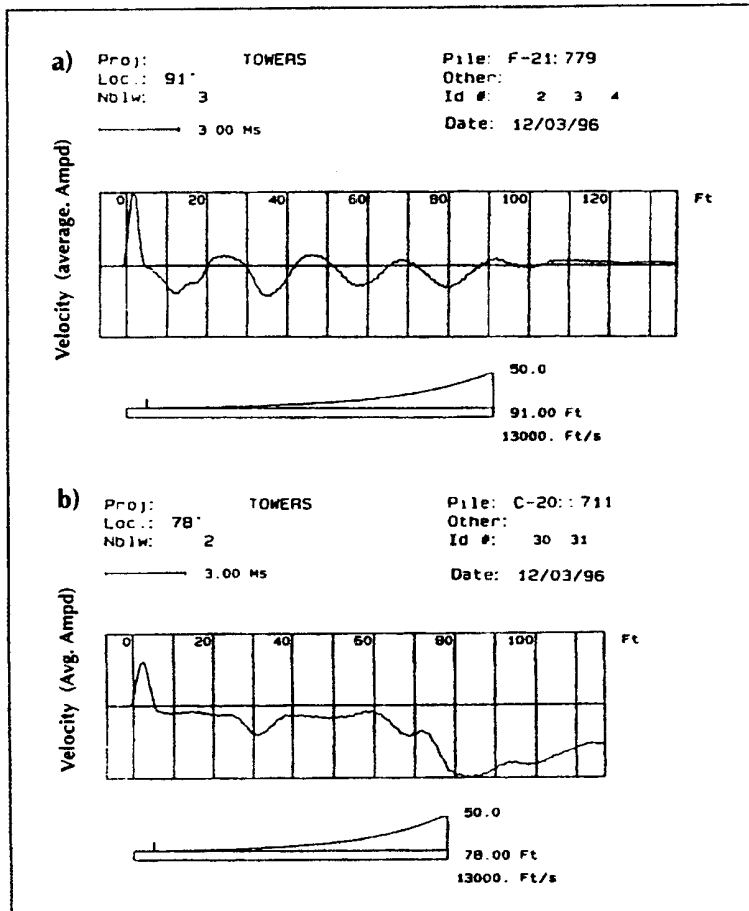 a)
Proj: TOWERS
Loc.: 91'
Nblw: 3
3.00 Ms
Pile: F-21:779
Other:
Id #: 2 3 4
Date: 12/03/96
Velocity (average. Ampd)
0 20 40 60 80 100 120 Ft
50.0
91.00 Ft
13000. Ft/s
b)
Proj: TOWERS
Loc.: 78'
Nblw: 2
3.00 Ms
Pile: C-20::711
Other:
Id #: 30 31
Date: 12/03/96
Velocity (Avg. Ampd)
0 20 40 60 80 100 Ft
50.0
78.00 Ft
13000. Ft/s